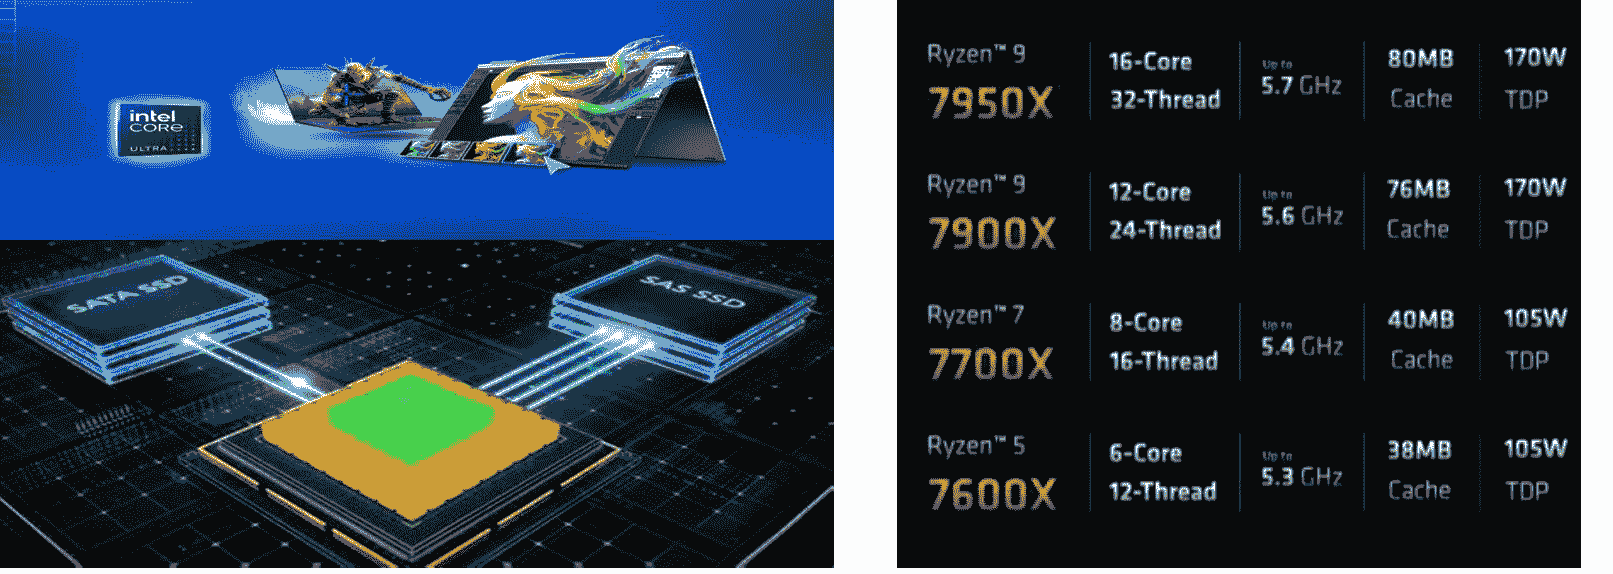 intel
CORE
ULTRA
SATA SSD
SAS SSD
Ryzen™ 9
7950X
16-Core
32-Thread
Up to
5.7 GHz
80MB
Cache
170W
TDP
Ryzen™ 9
7900X
12-Core
24-Thread
Up to
5.6 GHz
76MB
Cache
170W
TDP
Ryzen™ 7
7700X
8-Core
16-Thread
Up to
5.4 GHz
40MB
Cache
105W
TDP
Ryzen™ 5
7600X
6-Core
12-Thread
Up to
5.3 GHz
38MB
Cache
105W
TDP